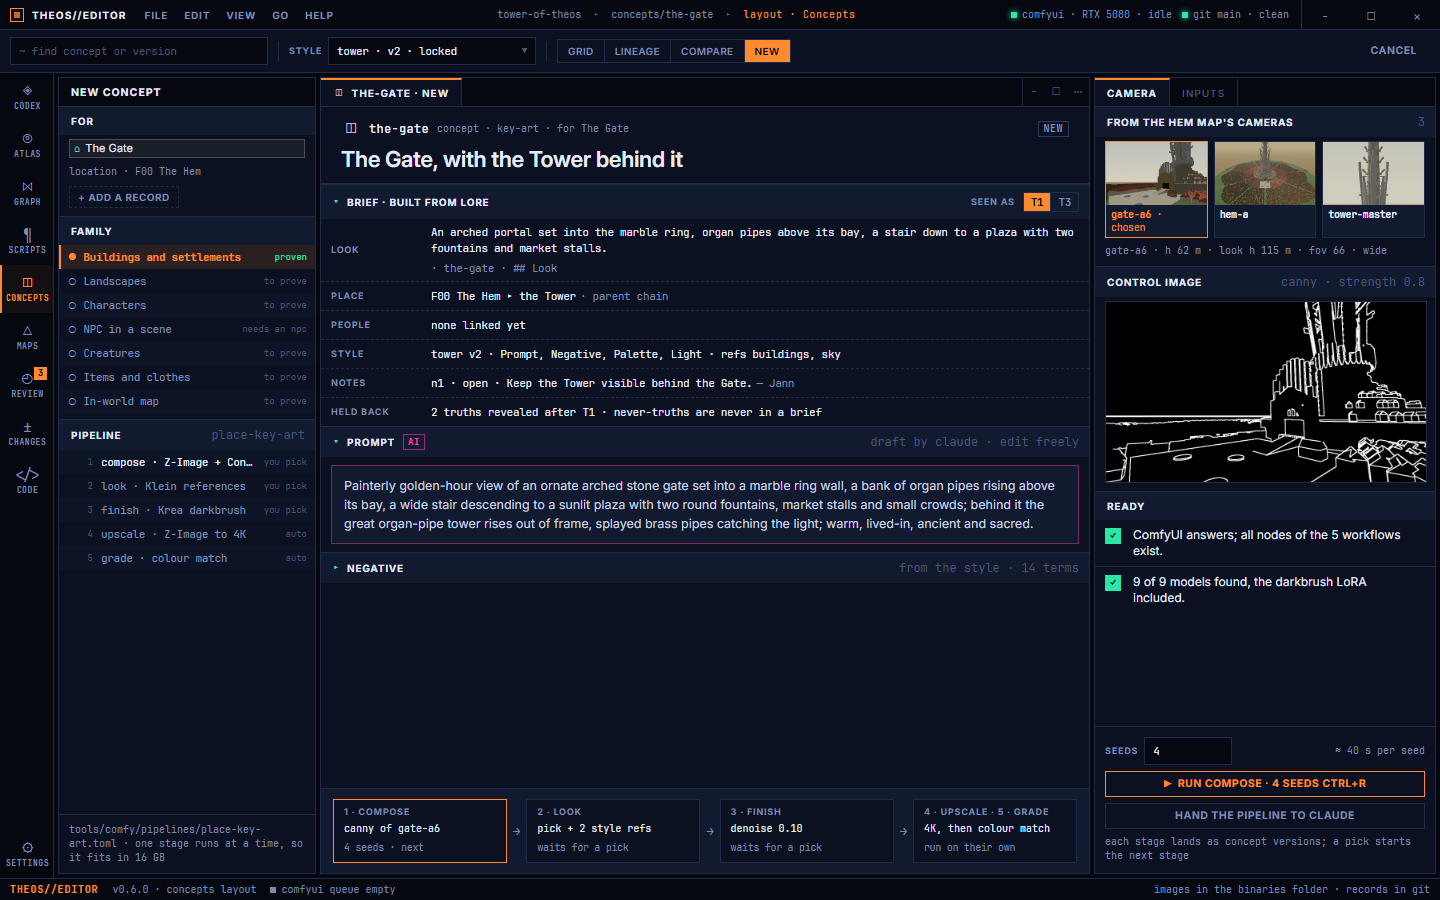 THEOS//EDITOR FILE EDIT VIEW GO HELP tower-of-theos ▸ concepts/the-gate ▸ layout · Concepts comfyui · RTX 5080 · idle git main · clean
~ find concept or version STYLE tower · v2 · locked GRID LINEAGE COMPARE NEW CANCEL
CODEX
ATLAS
GRAPH
SCRIPTS
CONCEPTS
MAPS
3
REVIEW
CHANGES
CODE
SETTINGS
NEW CONCEPT
FOR
The Gate
location · F00 The Hem
+ ADD A RECORD
FAMILY
Buildings and settlements proven
Landscapes to prove
Characters to prove
NPC in a scene needs an npc
Creatures to prove
Items and clothes to prove
In-world map to prove
PIPELINE place-key-art
1 compose · Z-Image + Con… you pick
2 look · Klein references you pick
3 finish · Krea darkbrush you pick
4 upscale · Z-Image to 4K auto
5 grade · colour match auto
tools/comfy/pipelines/place-key-
art.toml · one stage runs at a time, so
it fits in 16 GB
THE-GATE · NEW
the-gate concept · key-art · for The Gate NEW
The Gate, with the Tower behind it
BRIEF · BUILT FROM LORE SEEN AS T1 T3
LOOK An arched portal set into the marble ring, organ pipes above its bay, a stair down to a plaza with two
fountains and market stalls.
· the-gate · ## Look
PLACE F00 The Hem ▸ the Tower · parent chain
PEOPLE none linked yet
STYLE tower v2 · Prompt, Negative, Palette, Light · refs buildings, sky
NOTES n1 · open · Keep the Tower visible behind the Gate. — Jann
HELD BACK 2 truths revealed after T1 · never-truths are never in a brief
PROMPT AI draft by claude · edit freely
Painterly golden-hour view of an ornate arched stone gate set into a marble ring wall, a bank of organ pipes rising above
its bay, a wide stair descending to a sunlit plaza with two round fountains, market stalls and small crowds; behind it the
great organ-pipe tower rises out of frame, splayed brass pipes catching the light; warm, lived-in, ancient and sacred.
NEGATIVE from the style · 14 terms
1 · COMPOSE
canny of gate-a6
4 seeds · next
→
2 · LOOK
pick + 2 style refs
waits for a pick
→
3 · FINISH
denoise 0.10
waits for a pick
→
4 · UPSCALE · 5 · GRADE
4K, then colour match
run on their own
CAMERA INPUTS
FROM THE HEM MAP'S CAMERAS 3
gate-a6 ·
chosen
hem-a
tower-master
gate-a6 · h 62 m · look h 115 m · fov 66 · wide
CONTROL IMAGE canny · strength 0.8
READY
ComfyUI answers; all nodes of the 5 workflows
exist.
9 of 9 models found, the darkbrush LoRA
included.
SEEDS 4 ≈ 40 s per seed
▶ RUN COMPOSE · 4 SEEDS CTRL+R
HAND THE PIPELINE TO CLAUDE
each stage lands as concept versions; a pick starts
the next stage
THEOS//EDITOR v0.6.0 · concepts layout comfyui queue empty images in the binaries folder · records in git